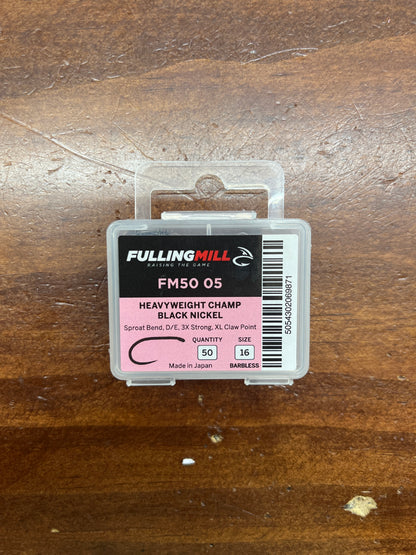 FULLINGMILL
RAISING THE GAME
FM50 05
HEAVYWEIGHT CHAMP
BLACK NICKEL
Sproat Bend, D/E, 3X Strong, XL Claw Point
QUANTITY SIZE
50 16
Made in Japan BARBLESS
5054302069871